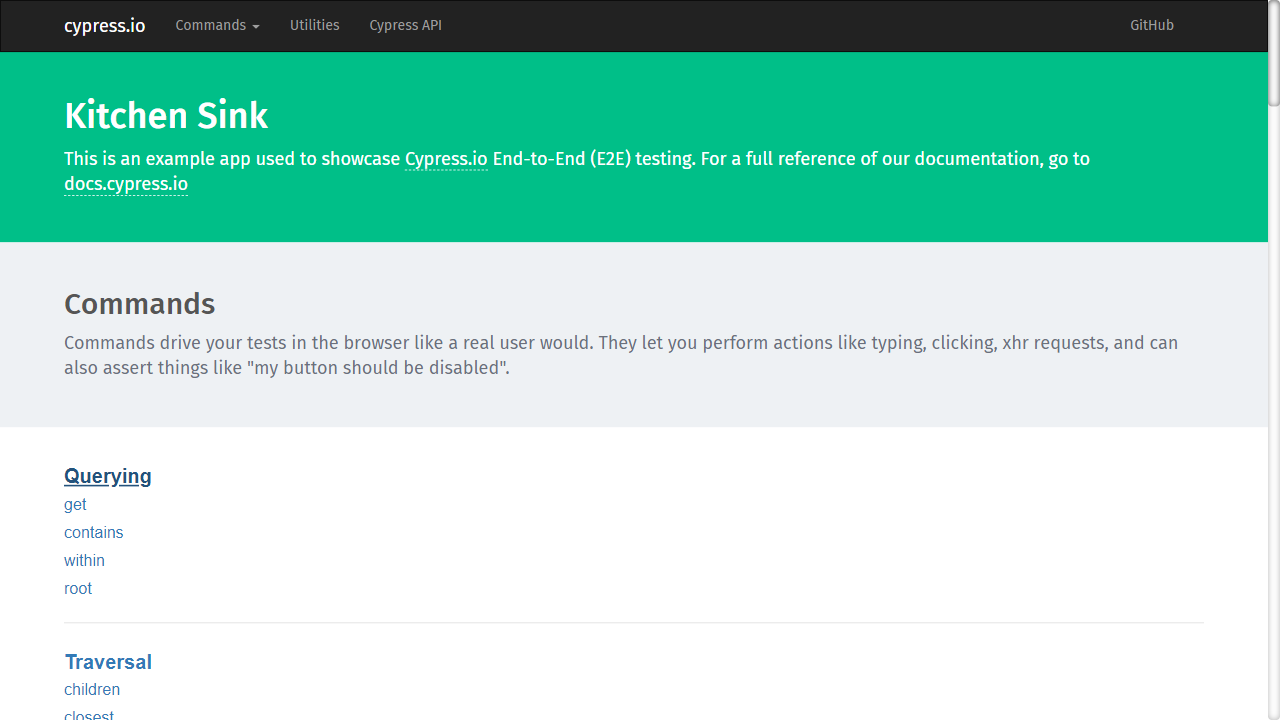 cypress.io Commands Utilities Cypress API GitHub
Kitchen Sink
This is an example app used to showcase Cypress.io End-to-End (E2E) testing. For a full reference of our documentation, go to
docs.cypress.io
Commands
Commands drive your tests in the browser like a real user would. They let you perform actions like typing, clicking, xhr requests, and can
also assert things like "my button should be disabled".
Querying
get
contains
within
root
Traversal
children
closest